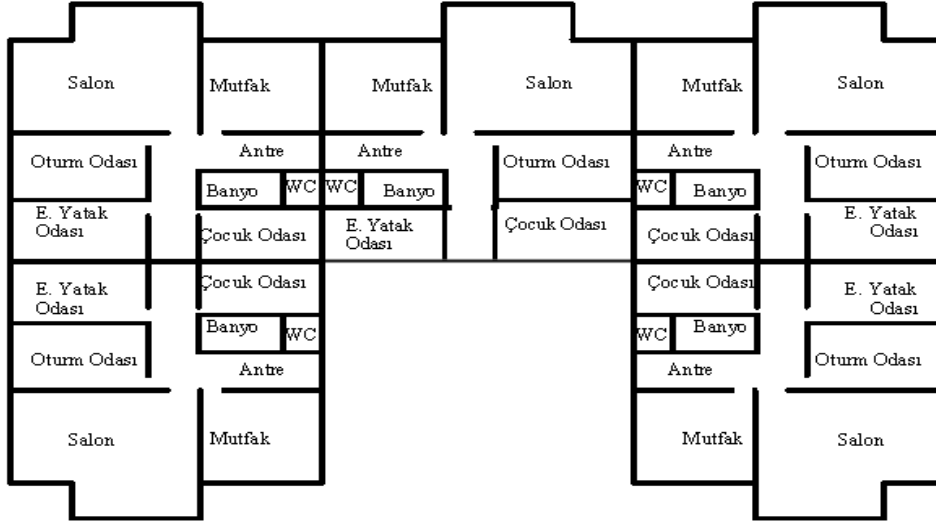 Salon
Mutfak
Mutfak
Salon
Mutfak
Salon
Antre
Antre
Antre
Oturm Odası
Oturm Odası
Oturm Odası
Banyo
WC
WC
Banyo
WC
Banyo
E. Yatak
Odası
Çocuk Odası
E. Yatak
Odası
Çocuk Odası
Çocuk Odası
E. Yatak
Odası
E. Yatak
Odası
Çocuk Odası
Çocuk Odası
E. Yatak
Odası
Banyo
WC
WC
Banyo
Oturm Odası
Antre
Antre
Oturm Odası
Salon
Mutfak
Mutfak
Salon